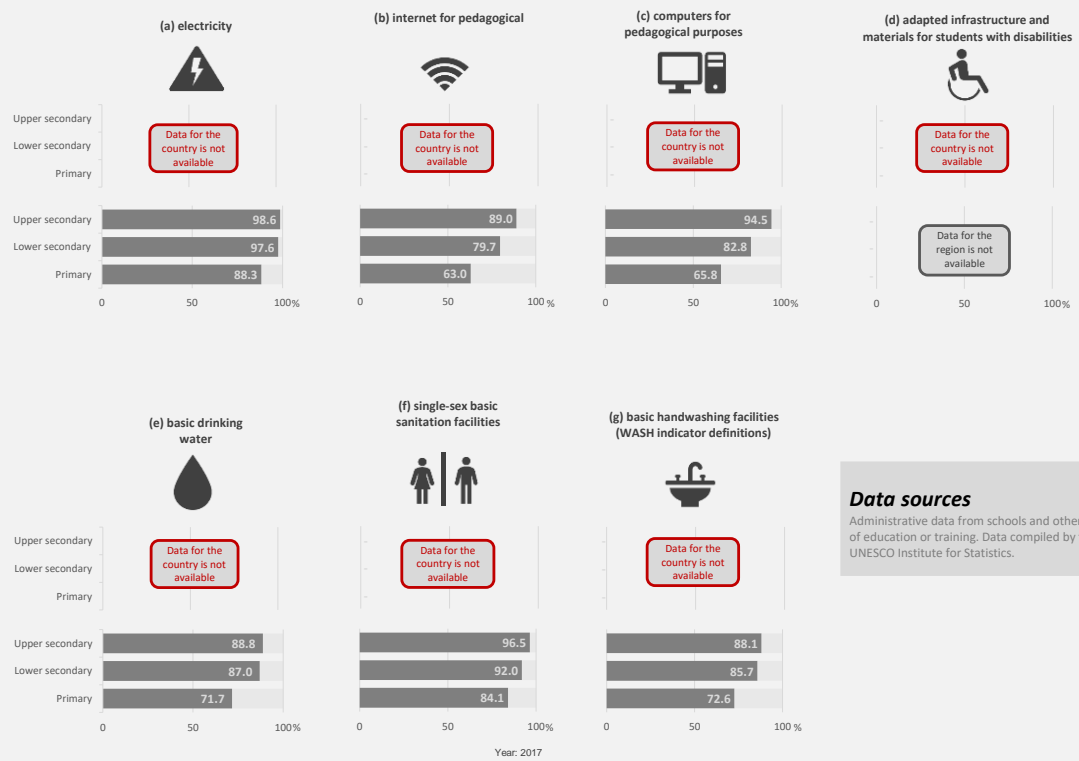 (a) electricity
(b) internet for pedagogical
(c) computers for
pedagogical purposes
(d) adapted infrastructure and
materials for students with disabilities
Upper secondary
Lower secondary
Primary
Data for the
country is not
available
Data for the
country is not
available
Data for the
country is not
available
Data for the
country is not
available
Upper secondary
Lower secondary
Primary
98.6
97.6
88.3
0 50 100%
89.0
79.7
63.0
0 50 100%
94.5
82.8
65.8
0 50 100%
Data for the
region is not
available
0 50 100%
(e) basic drinking
water
(f) single-sex basic
sanitation facilities
(g) basic handwashing facilities
(WASH indicator definitions)
Upper secondary
Lower secondary
Primary
Data for the
country is not
available
Data for the
country is not
available
Data for the
country is not
available
Upper secondary
Lower secondary
Primary
88.8
87.0
71.7
0 50 100%
96.5
92.0
84.1
0 50 100%
88.1
85.7
72.6
0 50 100%
Data sources
Administrative data from schools and other
of education or training. Data compiled by
UNESCO Institute for Statistics.
Year: 2017